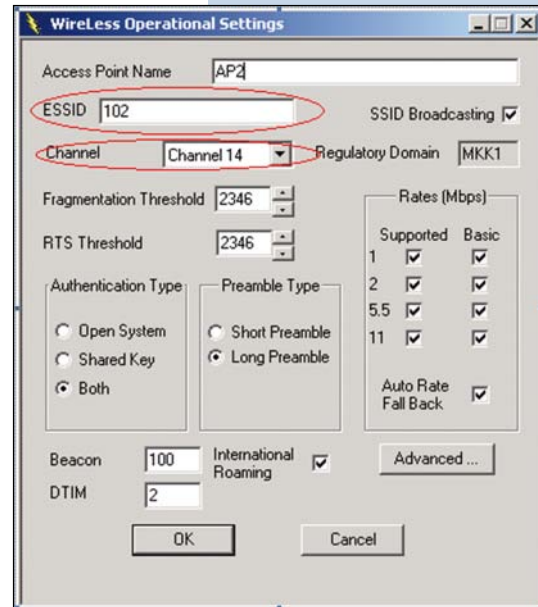 WireLess Operational Settings
Access Point Name AP2
ESSID 102
SSID Broadcasting
Channel Channel 14
Regulatory Domain MKK1
Fragmentation Threshold 2346
RTS Threshold 2346
Rates (Mbps)
Supported Basic
1
2
5.5
11
Auto Rate
Fall Back
Authentication Type
Open System
Shared Key
Both
Preamble Type
Short Preamble
Long Preamble
Beacon 100
International
Roaming
Advanced ...
DTIM 2
OK
Cancel